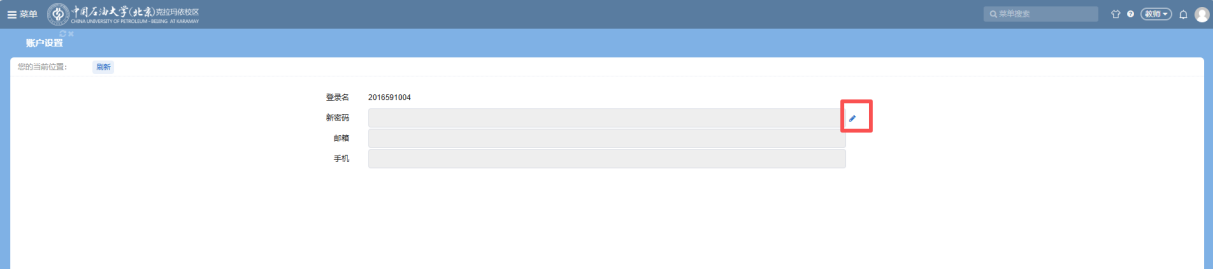 菜单 中国石油大学(北京)克拉玛依校区 菜单搜索 教师
CHINA UNIVERSITY OF PETROLEUM-BEIJING AT KARAMAY
账户设置
您的当前位置： 刷新
登录名 2016591004
新密码
邮箱
手机